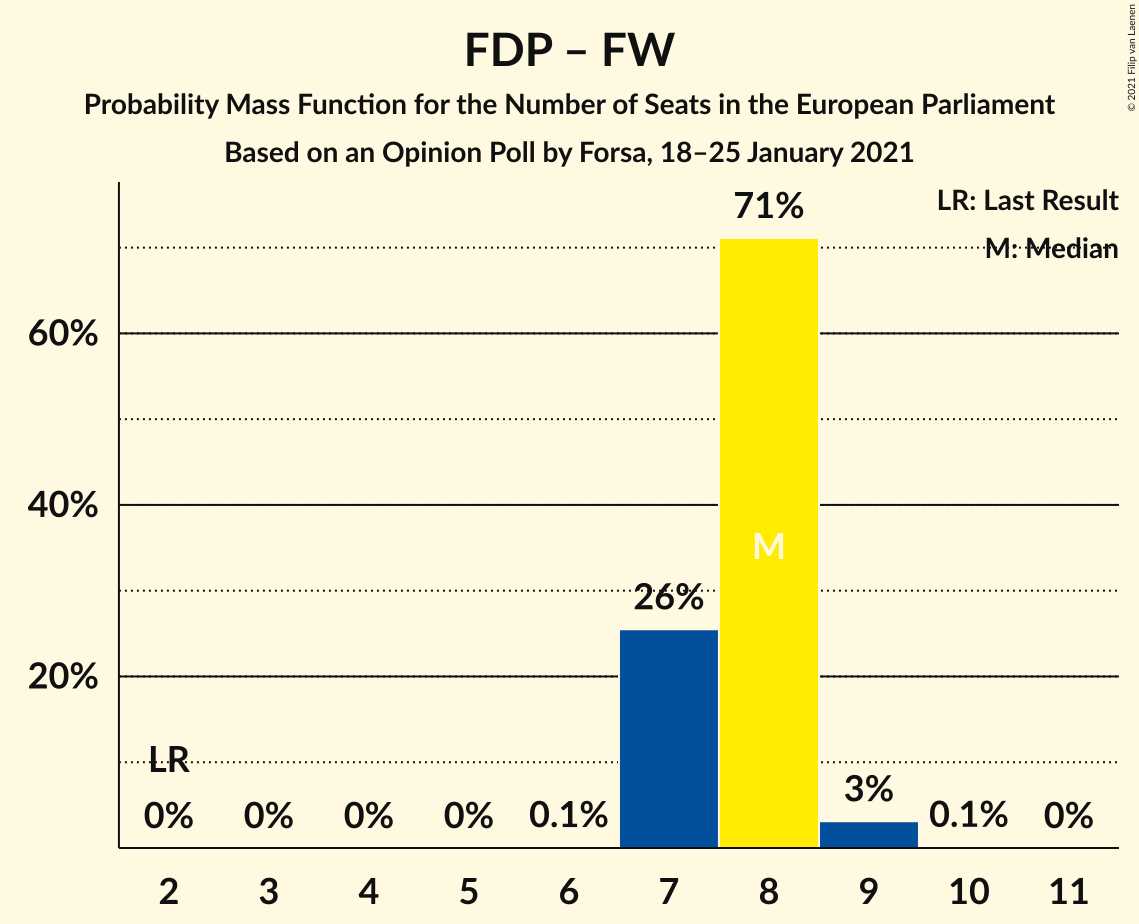 FDP – FW
Probability Mass Function for the Number of Seats in the European Parliament
Based on an Opinion Poll by Forsa, 18–25 January 2021
© 2021 Filip van Laenen
LR: Last Result
M: Median
71%
60%
40%
M
26%
20%
LR
0%
0%
0%
0%
0.1%
3%
0.1%
0%
2 3 4 5 6 7 8 9 10 11